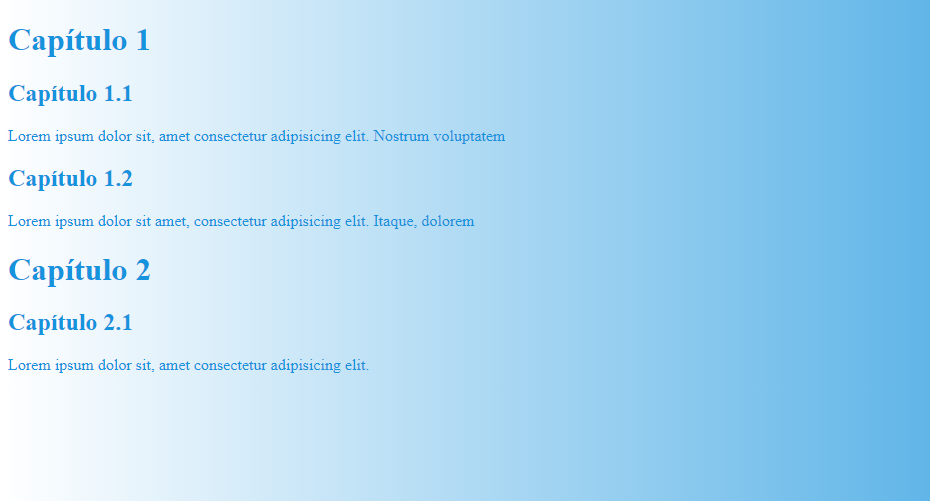 Capítulo 1
Capítulo 1.1
Lorem ipsum dolor sit, amet consectetur adipisicing elit. Nostrum voluptatem
Capítulo 1.2
Lorem ipsum dolor sit amet, consectetur adipisicing elit. Itaque, dolorem
Capítulo 2
Capítulo 2.1
Lorem ipsum dolor sit, amet consectetur adipisicing elit.